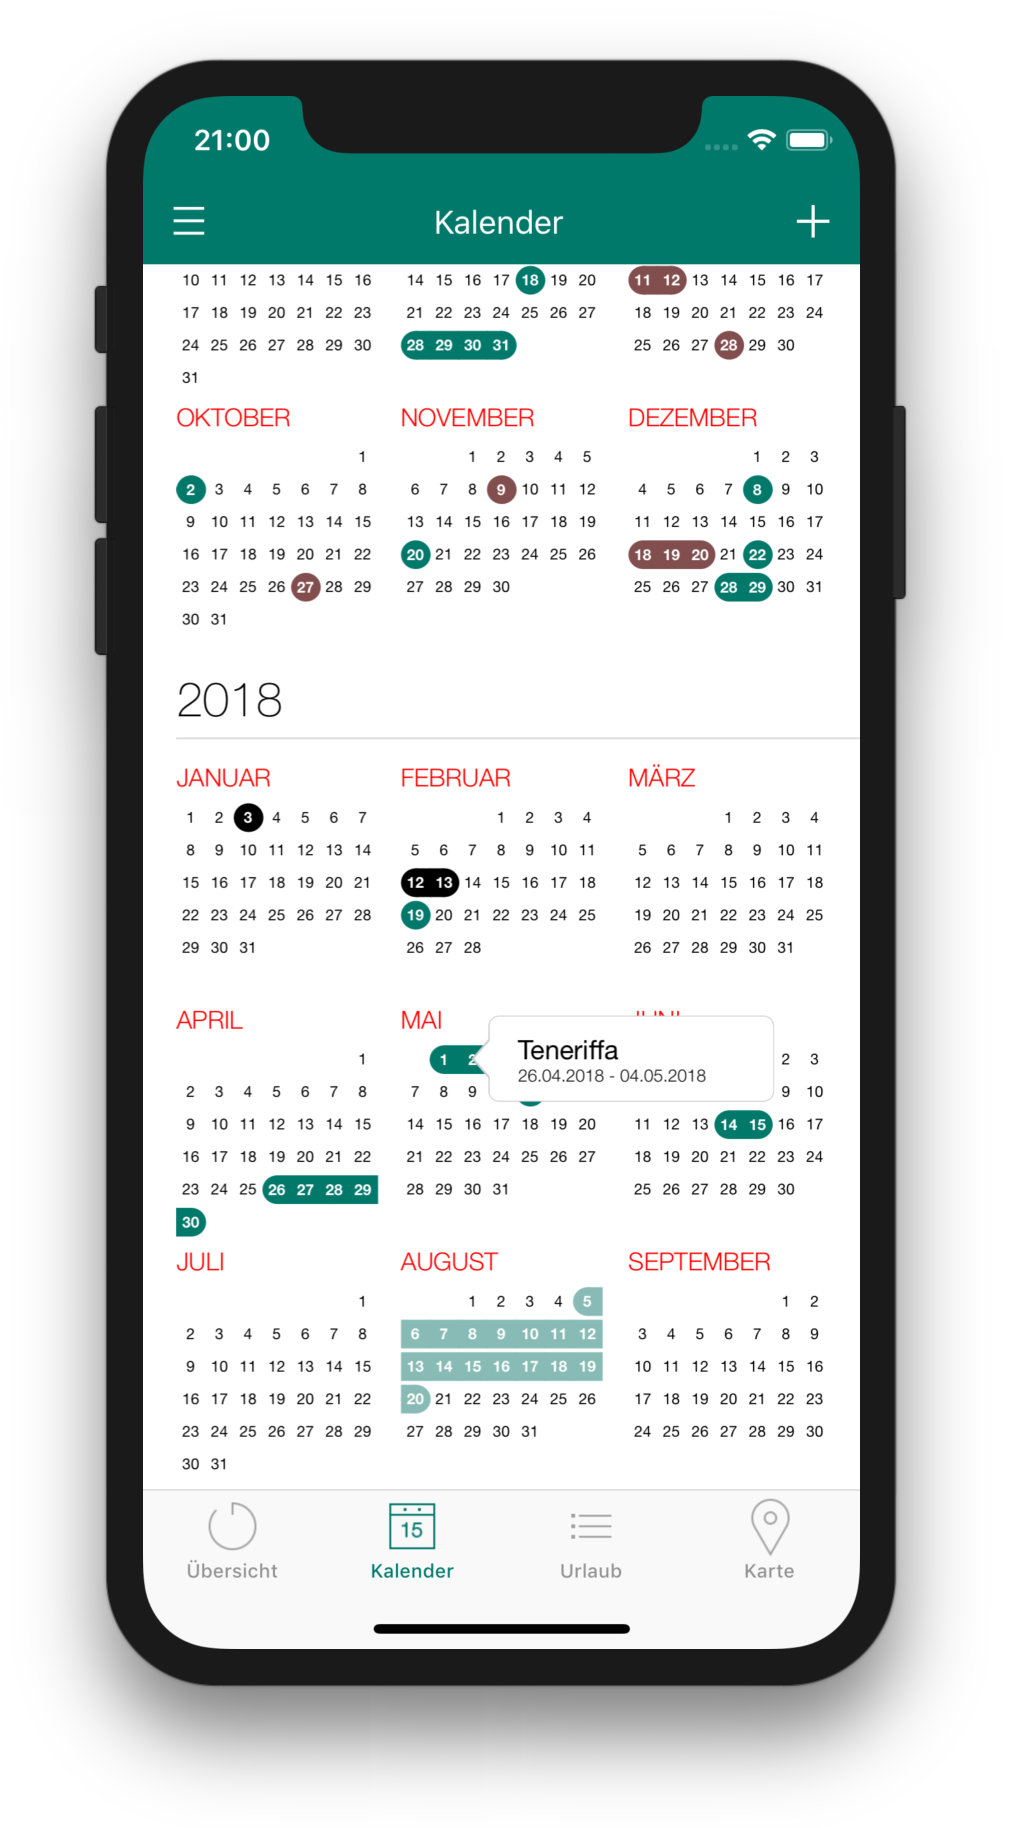 21:00
Kalender
10 11 12 13 14 15 16 14 15 16 17 18 19 20 11 12 13 14 15 16 17
17 18 19 20 21 22 23 21 22 23 24 25 26 27 18 19 20 21 22 23 24
24 25 26 27 28 29 30 28 29 30 31 25 26 27 28 29 30
31
OKTOBER NOVEMBER DEZEMBER
1 1 2 3 4 5 1 2 3
2 3 4 5 6 7 8 6 7 8 9 10 11 12 4 5 6 7 8 9 10
9 10 11 12 13 14 15 13 14 15 16 17 18 19 11 12 13 14 15 16 17
16 17 18 19 20 21 22 20 21 22 23 24 25 26 18 19 20 21 22 23 24
23 24 25 26 27 28 29 27 28 29 30 25 26 27 28 29 30 31
30 31
2018
JANUAR FEBRUAR MÄRZ
1 2 3 4 5 6 7 1 2 3 4 1 2 3 4
8 9 10 11 12 13 14 5 6 7 8 9 10 11 5 6 7 8 9 10 11
15 16 17 18 19 20 21 12 13 14 15 16 17 18 12 13 14 15 16 17 18
22 23 24 25 26 27 28 19 20 21 22 23 24 25 19 20 21 22 23 24 25
29 30 31 26 27 28 26 27 28 29 30 31
APRIL MAI
1 1 2 Teneriffa 2 3
26.04.2018 - 04.05.2018
2 3 4 5 6 7 8 7 8 9 9 10
9 10 11 12 13 14 15 14 15 16 17 18 19 20 11 12 13 14 15 16 17
16 17 18 19 20 21 22 21 22 23 24 25 26 27 18 19 20 21 22 23 24
23 24 25 26 27 28 29 28 29 30 31 25 26 27 28 29 30
30
JULI AUGUST SEPTEMBER
1 1 2 3 4 5 1 2
2 3 4 5 6 7 8 6 7 8 9 10 11 12 3 4 5 6 7 8 9
9 10 11 12 13 14 15 13 14 15 16 17 18 19 10 11 12 13 14 15 16
16 17 18 19 20 21 22 20 21 22 23 24 25 26 17 18 19 20 21 22 23
23 24 25 26 27 28 29 27 28 29 30 31 24 25 26 27 28 29 30
30 31
15
Übersicht Kalender Urlaub Karte